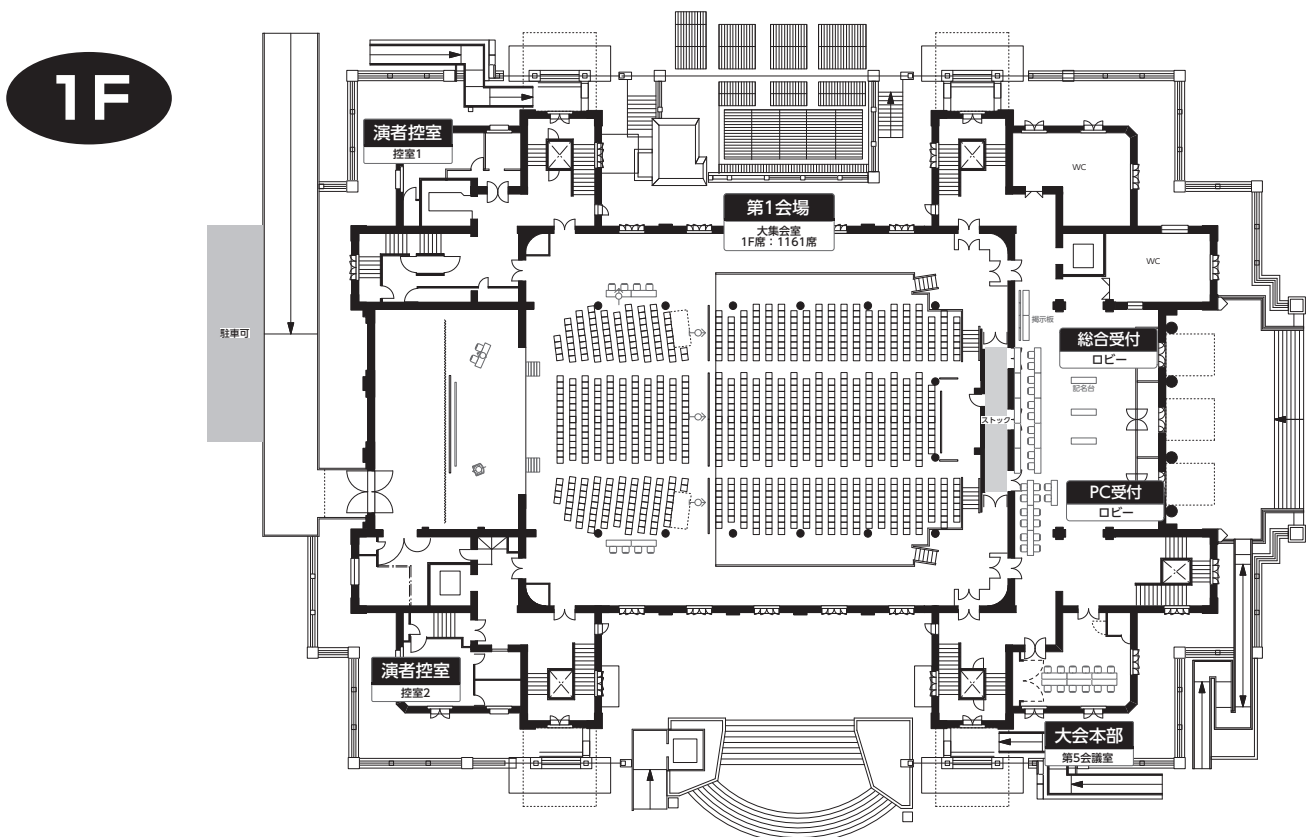 1F
演者控室
控室1
WC
第1会場
大集会室
1F席：1161席
WC
駐車可
掲示板
総合受付
ロビー
記名台
ストック
PC受付
ロビー
演者控室
控室2
大会本部
第5会議室